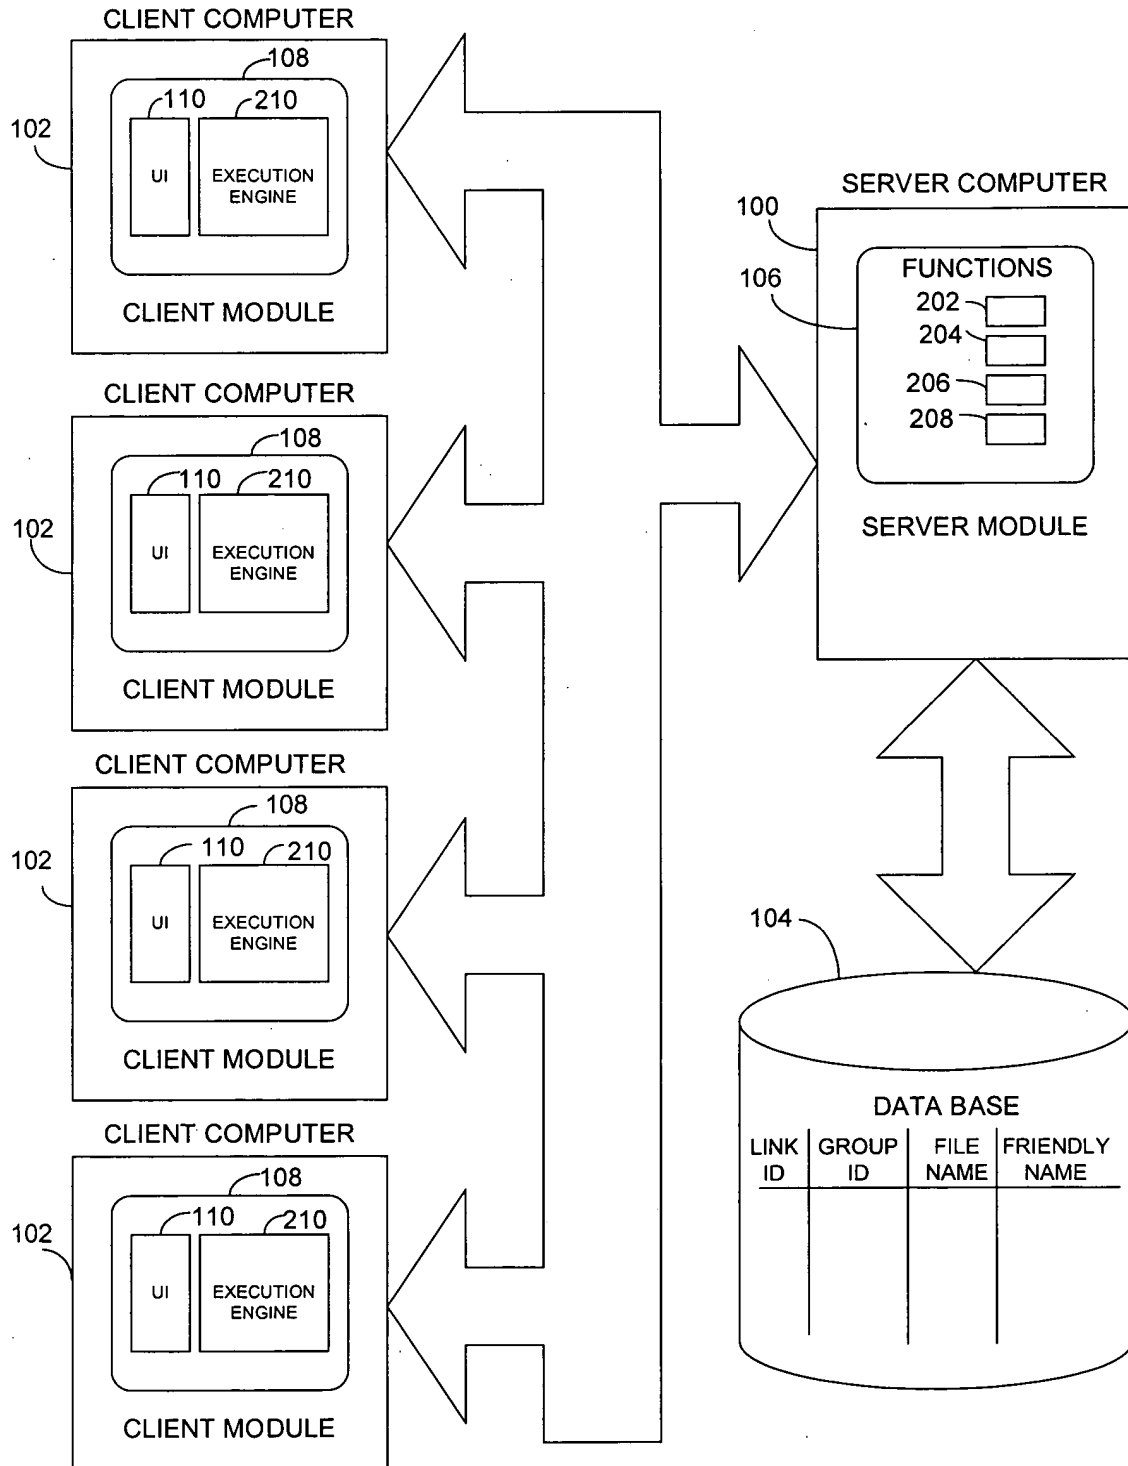 CLIENT COMPUTER
108
110 210
102
UI
EXECUTION
ENGINE
CLIENT MODULE
CLIENT COMPUTER
108
110 210
102
UI
EXECUTION
ENGINE
CLIENT MODULE
CLIENT COMPUTER
108
110 210
102
UI
EXECUTION
ENGINE
CLIENT MODULE
CLIENT COMPUTER
108
110 210
102
UI
EXECUTION
ENGINE
CLIENT MODULE
SERVER COMPUTER
100
FUNCTIONS
106
202
204
206
208
SERVER MODULE
104
DATA BASE
LINK ID
GROUP ID
FILE NAME
FRIENDLY NAME